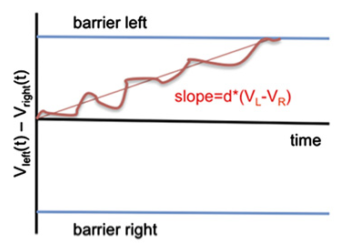 barrier left
slope=d*(V_L-V_R)
V_left(t) – V_right(t)
time
barrier right